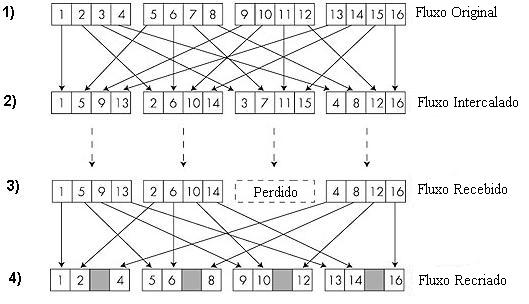 1) 1 2 3 4 5 6 7 8 9 10 11 12 13 14 15 16 Fluxo Original
2) 1 5 9 13 2 6 10 14 3 7 11 15 4 8 12 16 Fluxo Intercalado
3) 1 5 9 13 2 6 10 14 Perdido 4 8 12 16 Fluxo Recebido
4) 1 2 4 5 6 8 9 10 12 13 14 16 Fluxo Recriado